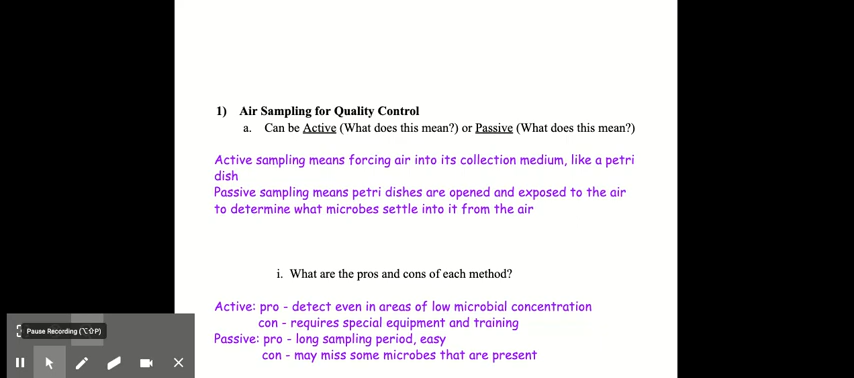 1) Air Sampling for Quality Control
a. Can be Active (What does this mean?) or Passive (What does this mean?)
Active sampling means forcing air into its collection medium, like a petri
dish
Passive sampling means petri dishes are opened and exposed to the air
to determine what microbes settle into it from the air
i. What are the pros and cons of each method?
Active: pro - detect even in areas of low microbial concentration
con - requires special equipment and training
Passive: pro - long sampling period, easy
con - may miss some microbes that are present
Pause Recording (⌥⇧P)